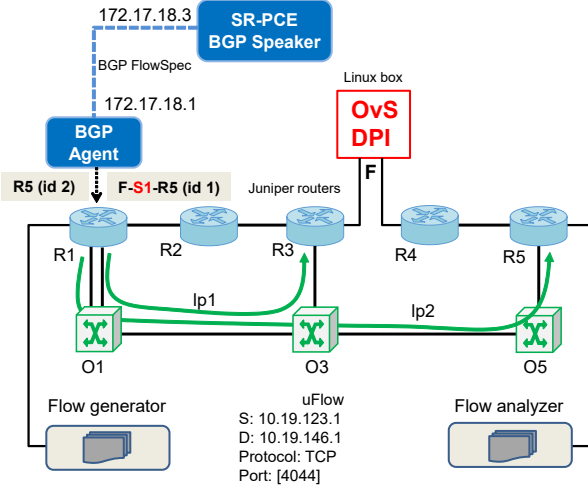 172.17.18.3
SR-PCE
BGP Speaker
BGP FlowSpec
Linux box
172.17.18.1
OvS
DPI
BGP
Agent
F
R5 (id 2)
F-S1-R5 (id 1)
Juniper routers
R1
R2
R3
R4
R5
lp1
lp2
O1
O3
O5
Flow generator
uFlow
S: 10.19.123.1
D: 10.19.146.1
Protocol: TCP
Port: [4044]
Flow analyzer